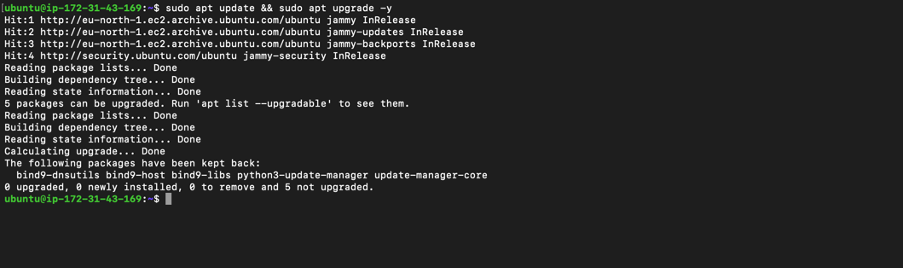 ubuntu@ip-172-31-43-169:~$ sudo apt update && sudo apt upgrade -y
Hit:1 http://eu-north-1.ec2.archive.ubuntu.com/ubuntu jammy InRelease
Hit:2 http://eu-north-1.ec2.archive.ubuntu.com/ubuntu jammy-updates InRelease
Hit:3 http://eu-north-1.ec2.archive.ubuntu.com/ubuntu jammy-backports InRelease
Hit:4 http://security.ubuntu.com/ubuntu jammy-security InRelease
Reading package lists... Done
Building dependency tree... Done
Reading state information... Done
5 packages can be upgraded. Run 'apt list --upgradable' to see them.
Reading package lists... Done
Building dependency tree... Done
Reading state information... Done
Calculating upgrade... Done
The following packages have been kept back:
  bind9-dnsutils bind9-host bind9-libs python3-update-manager update-manager-core
0 upgraded, 0 newly installed, 0 to remove and 5 not upgraded.
ubuntu@ip-172-31-43-169:~$